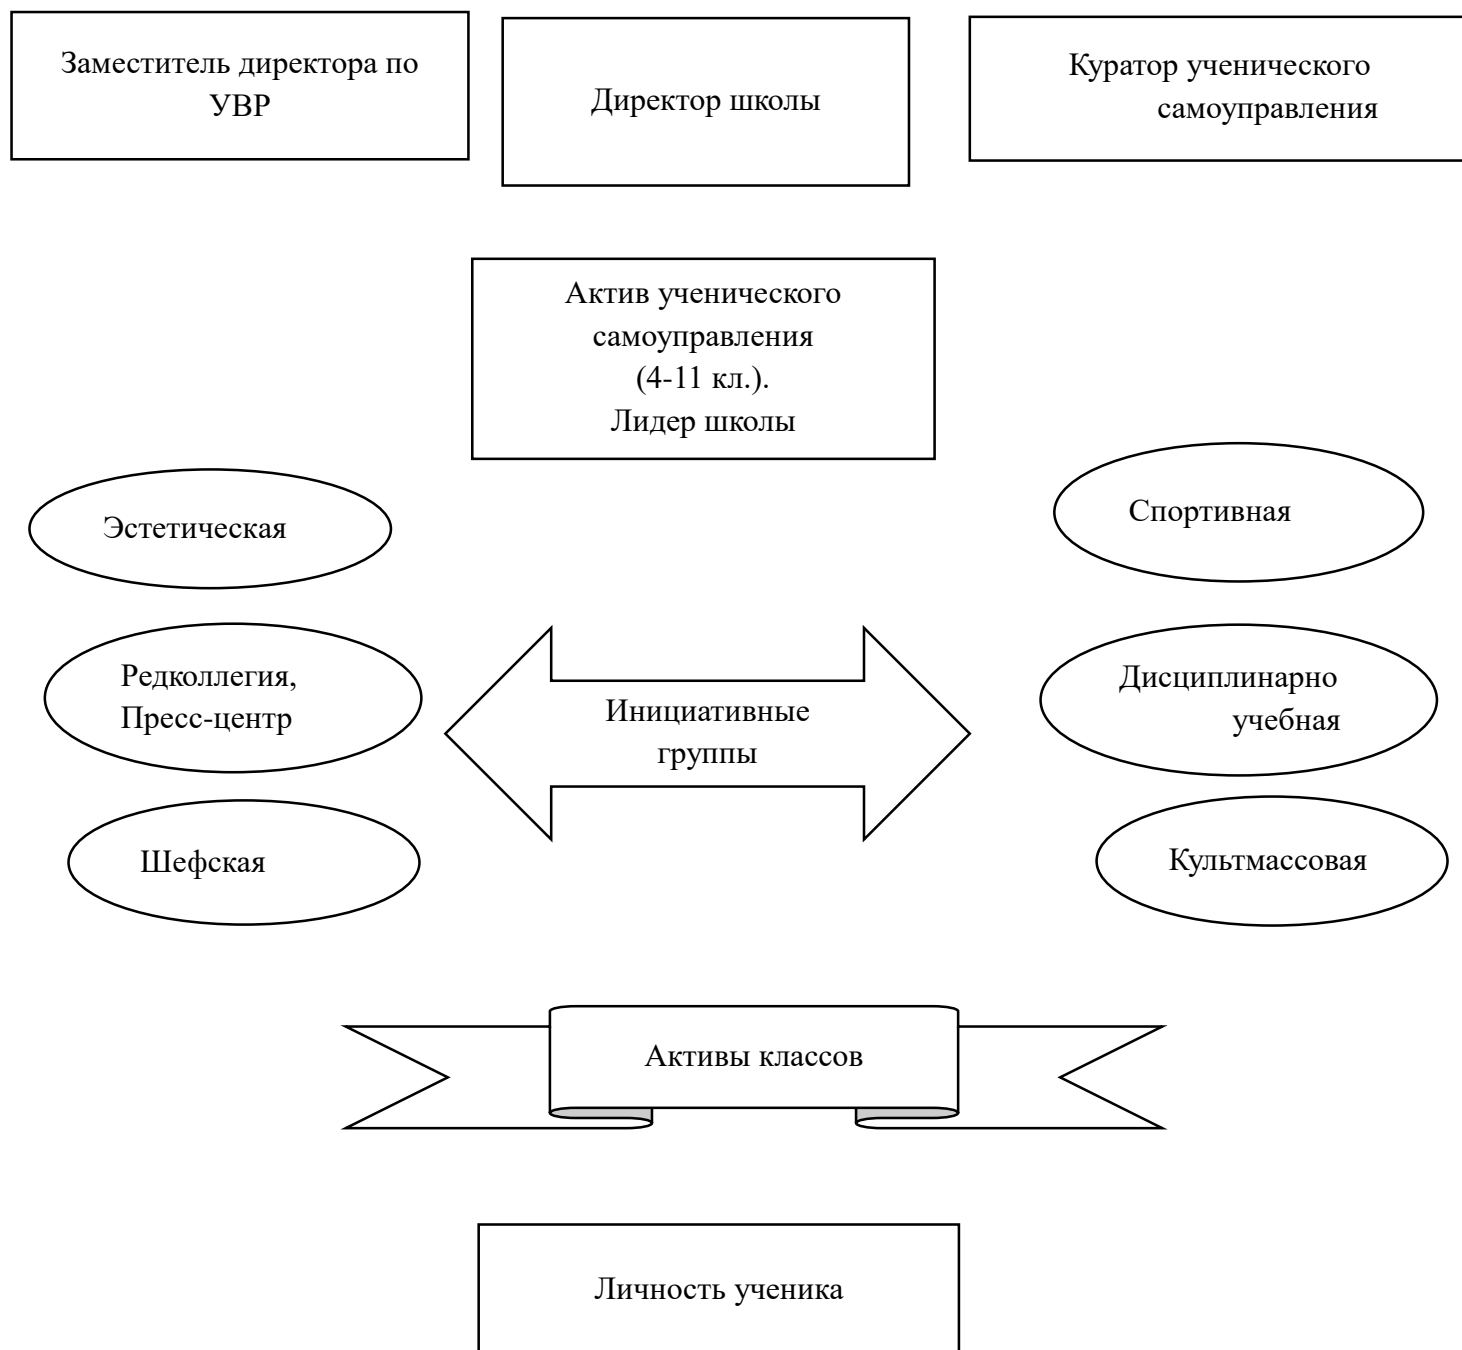 Заместитель директора по
УВР
Директор школы
Куратор ученического
самоуправления
Актив ученического
самоуправления
(4-11 кл.).
Лидер школы
Эстетическая
Спортивная
Редколлегия,
Пресс-центр
Инициативные
группы
Дисциплинарно
учебная
Шефская
Культмассовая
Активы классов
Личность ученика